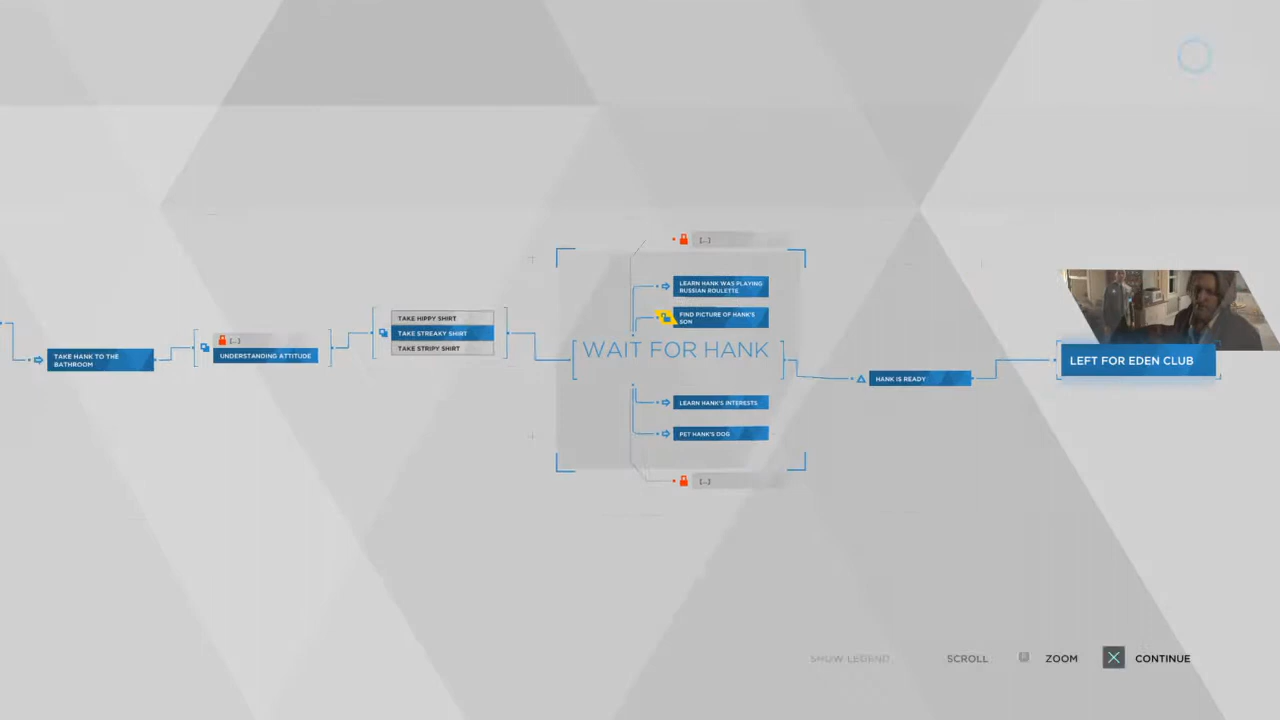 TAKE HANK TO THE
BATHROOM
[...]
UNDERSTANDING ATTITUDE
TAKE HIPPY SHIRT
TAKE STREAKY SHIRT
TAKE STRIPY SHIRT
[...]
LEARN HANK WAS PLAYING
RUSSIAN ROULETTE
FIND PICTURE OF HANK'S
SON
WAIT FOR HANK
LEARN HANK'S INTERESTS
PET HANK'S DOG
[...]
HANK IS READY
LEFT FOR EDEN CLUB
SHOW LEGEND
SCROLL
ZOOM
CONTINUE